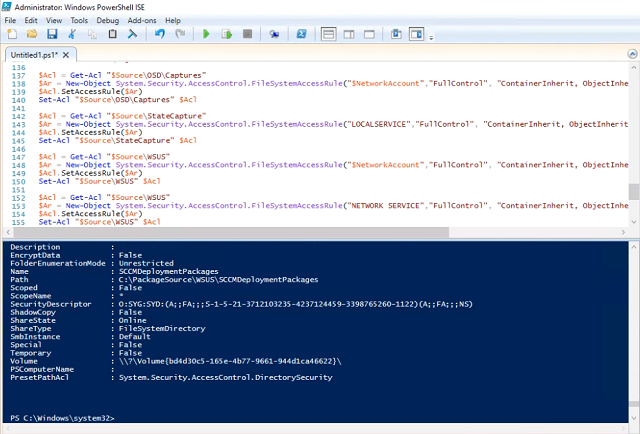 Administrator: Windows PowerShell ISE
File Edit View Tools Debug Add-ons Help
Untitled1.ps1* X
136
137 $Acl = Get-Acl "$Source\OSD\Captures"
138 $Ar = New-Object System.Security.AccessControl.FileSystemAccessRule("$NetworkAccount","FullControl", "ContainerInherit, ObjectInhe
139 $Acl.SetAccessRule($Ar)
140 Set-Acl "$Source\OSD\Captures" $Acl
141
142 $Acl = Get-Acl "$Source\StateCapture"
143 $Ar = New-Object System.Security.AccessControl.FileSystemAccessRule("LOCALSERVICE","FullControl", "ContainerInherit, ObjectInherit
144 $Acl.SetAccessRule($Ar)
145 Set-Acl "$Source\StateCapture" $Acl
146
147 $Acl = Get-Acl "$Source\WSUS"
148 $Ar = New-Object System.Security.AccessControl.FileSystemAccessRule("$NetworkAccount","FullControl", "ContainerInherit, ObjectInhe
149 $Acl.SetAccessRule($Ar)
150 Set-Acl "$Source\WSUS" $Acl
151
152 $Acl = Get-Acl "$Source\WSUS"
153 $Ar = New-Object System.Security.AccessControl.FileSystemAccessRule("NETWORK SERVICE","FullControl", "ContainerInherit, ObjectInhe
154 $Acl.SetAccessRule($Ar)
155 Set-Acl "$Source\WSUS" $Acl
Description :
EncryptData : False
FolderEnumerationMode : Unrestricted
Name : SCCMDeploymentPackages
Path : C:\PackageSource\WSUS\SCCMDeploymentPackages
Scoped : False
ScopeName : *
SecurityDescriptor : O:SYG:SYD:(A;;FA;;;S-1-5-21-3712103235-4237124459-3398765260-1122)(A;;FA;;;NS)
ShadowCopy : False
ShareState : Online
ShareType : FileSystemDirectory
SmbInstance : Default
Special : False
Temporary : False
Volume : \\?\Volume{bd4d30c5-165e-4b77-9661-944d1ca46622}\
PSComputerName :
PresetPathAcl : System.Security.AccessControl.DirectorySecurity
PS C:\Windows\system32>